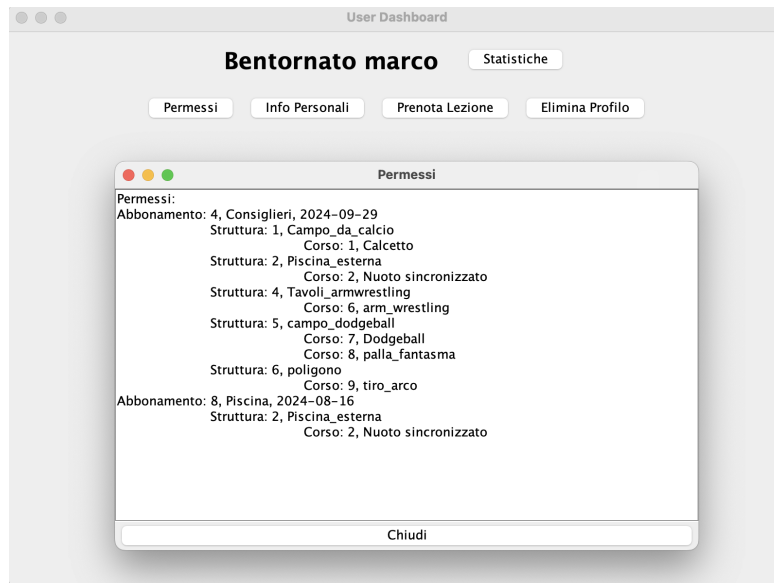 User Dashboard
Bentornato marco
Statistiche
Permessi
Info Personali
Prenota Lezione
Elimina Profilo
Permessi
Permessi:
Abbonamento: 4, Consiglieri, 2024-09-29
Struttura: 1, Campo_da_calcio
Corso: 1, Calcetto
Struttura: 2, Piscina_esterna
Corso: 2, Nuoto sincronizzato
Struttura: 4, Tavoli_armwrestling
Corso: 6, arm_wrestling
Struttura: 5, campo_dodgeball
Corso: 7, Dodgeball
Corso: 8, palla_fantasma
Struttura: 6, poligono
Corso: 9, tiro_arco
Abbonamento: 8, Piscina, 2024-08-16
Struttura: 2, Piscina_esterna
Corso: 2, Nuoto sincronizzato
Chiudi